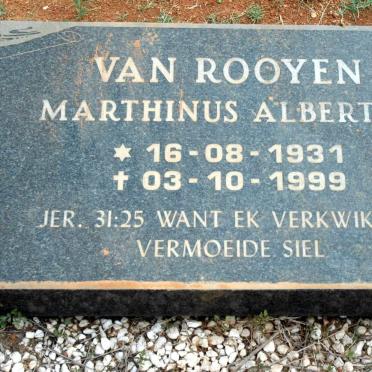 VAN ROOYEN
MARTHINUS ALBERT
* 16-08-1931
† 03-10-1999
JER. 31:25 WANT EK VERKWIK
VERMOEIDE SIEL